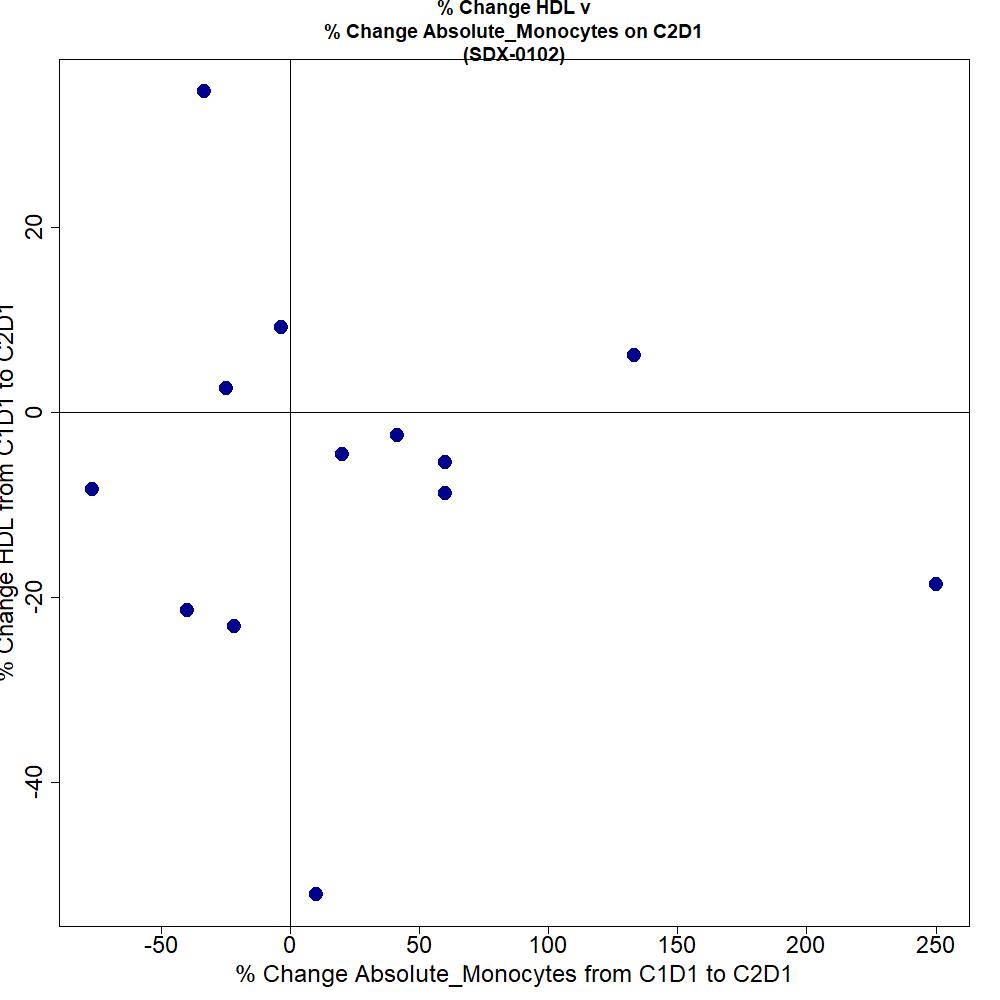 % Change HDL v
% Change Absolute_Monocytes on C2D1
(SDX-0102)
% Change HDL from C1D1 to C2D1
20
0
-20
-40
-50
0
50
100
150
200
250
% Change Absolute_Monocytes from C1D1 to C2D1